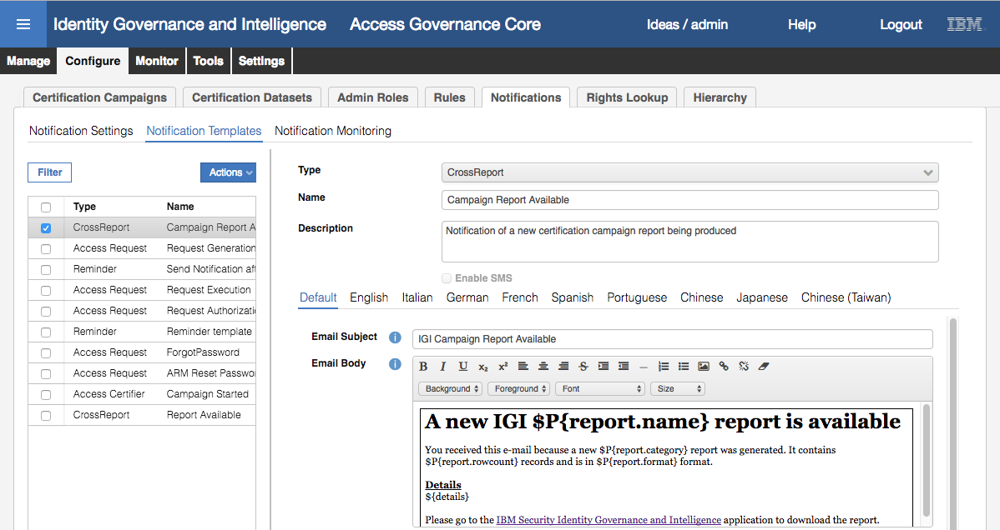 Identity Governance and Intelligence Access Governance Core Ideas / admin Help Logout IBM
Manage Configure Monitor Tools Settings
Certification Campaigns Certification Datasets Admin Roles Rules Notifications Rights Lookup Hierarchy
Notification Settings Notification Templates Notification Monitoring
Filter Actions
Type Name
CrossReport Campaign Report A
Access Request Request Generation
Reminder Send Notification aft
Access Request Request Execution
Access Request Request Authorizati
Reminder Reminder template
Access Request ForgotPassword
Access Request ARM Reset Passwo
Access Certifier Campaign Started
CrossReport Report Available
Type CrossReport
Name Campaign Report Available
Description Notification of a new certification campaign report being produced
Enable SMS
Default English Italian German French Spanish Portuguese Chinese Japanese Chinese (Taiwan)
Email Subject i IGI Campaign Report Available
Email Body i B I U x₂ x² S
Background Foreground Font Size
A new IGI $P{report.name} report is available
You received this e-mail because a new $P{report.category} report was generated. It contains
$P{report.rowcount} records and is in $P{report.format} format.
Details
${details}
Please go to the IBM Security Identity Governance and Intelligence application to download the report.